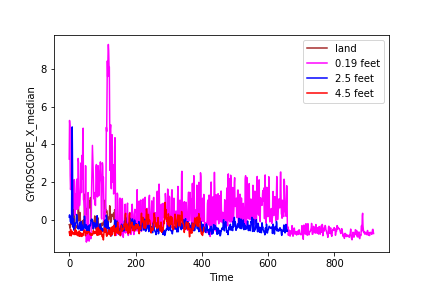 land
0.19 feet
2.5 feet
4.5 feet
8
6
4
2
0
GYROSCOPE_X_median
0 200 400 600 800
Time